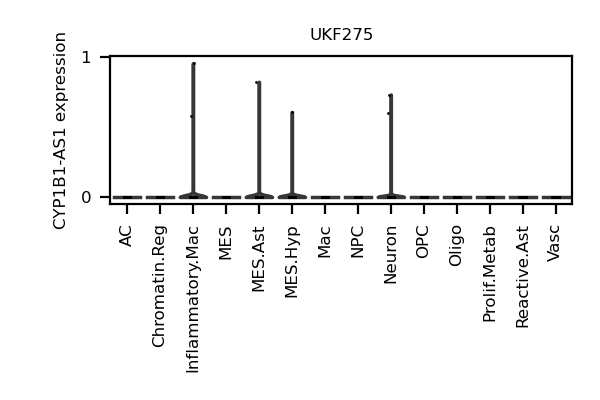 UKF275
CYP1B1-AS1 expression
1
0
AC
Chromatin.Reg
Inflammatory.Mac
MES
MES.Ast
MES.Hyp
Mac
NPC
Neuron
OPC
Oligo
Prolif.Metab
Reactive.Ast
Vasc